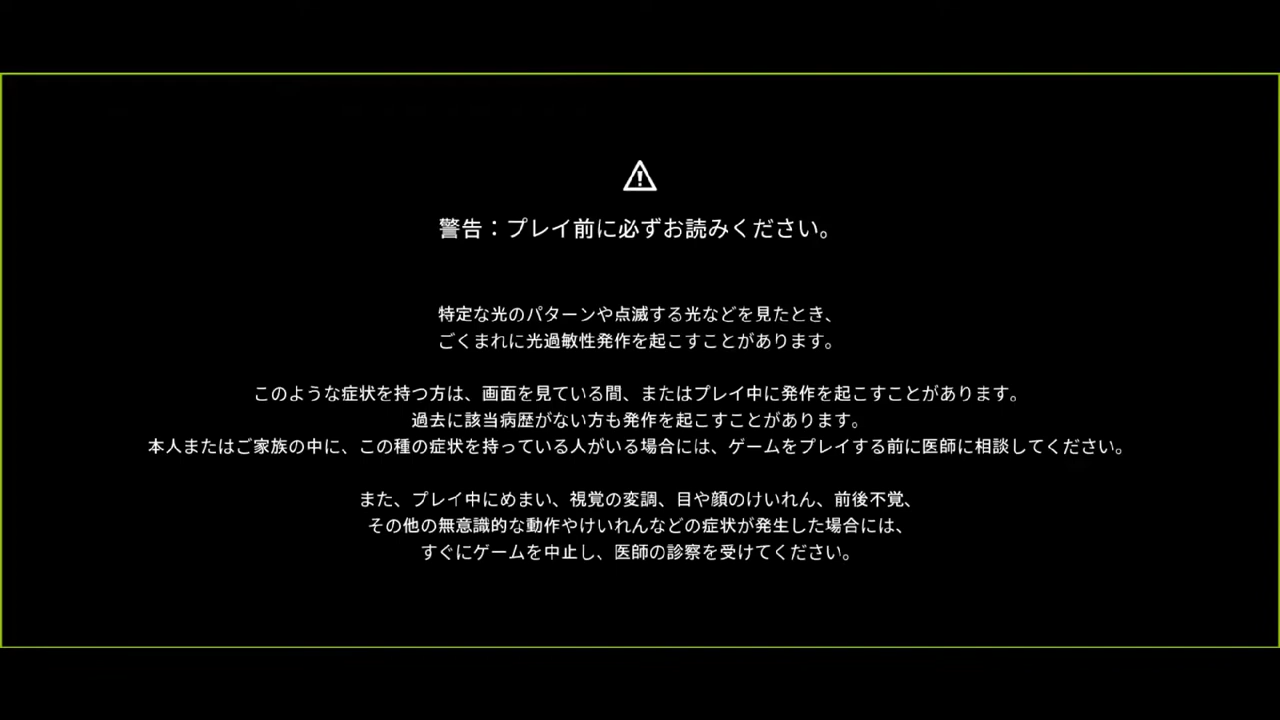 警告：プレイ前に必ずお読みください。
特定な光のパターンや点滅する光などを見たとき、
ごくまれに光過敏性発作を起こすことがあります。
このような症状を持つ方は、画面を見ている間、またはプレイ中に発作を起こすことがあります。
過去に該当病歴がない方も発作を起こすことがあります。
本人またはご家族の中に、この種の症状を持っている人がいる場合には、ゲームをプレイする前に医師に相談してください。
また、プレイ中にめまい、視覚の変調、目や顔のけいれん、前後不覚、
その他の無意識的な動作やけいれんなどの症状が発生した場合には、
すぐにゲームを中止し、医師の診察を受けてください。